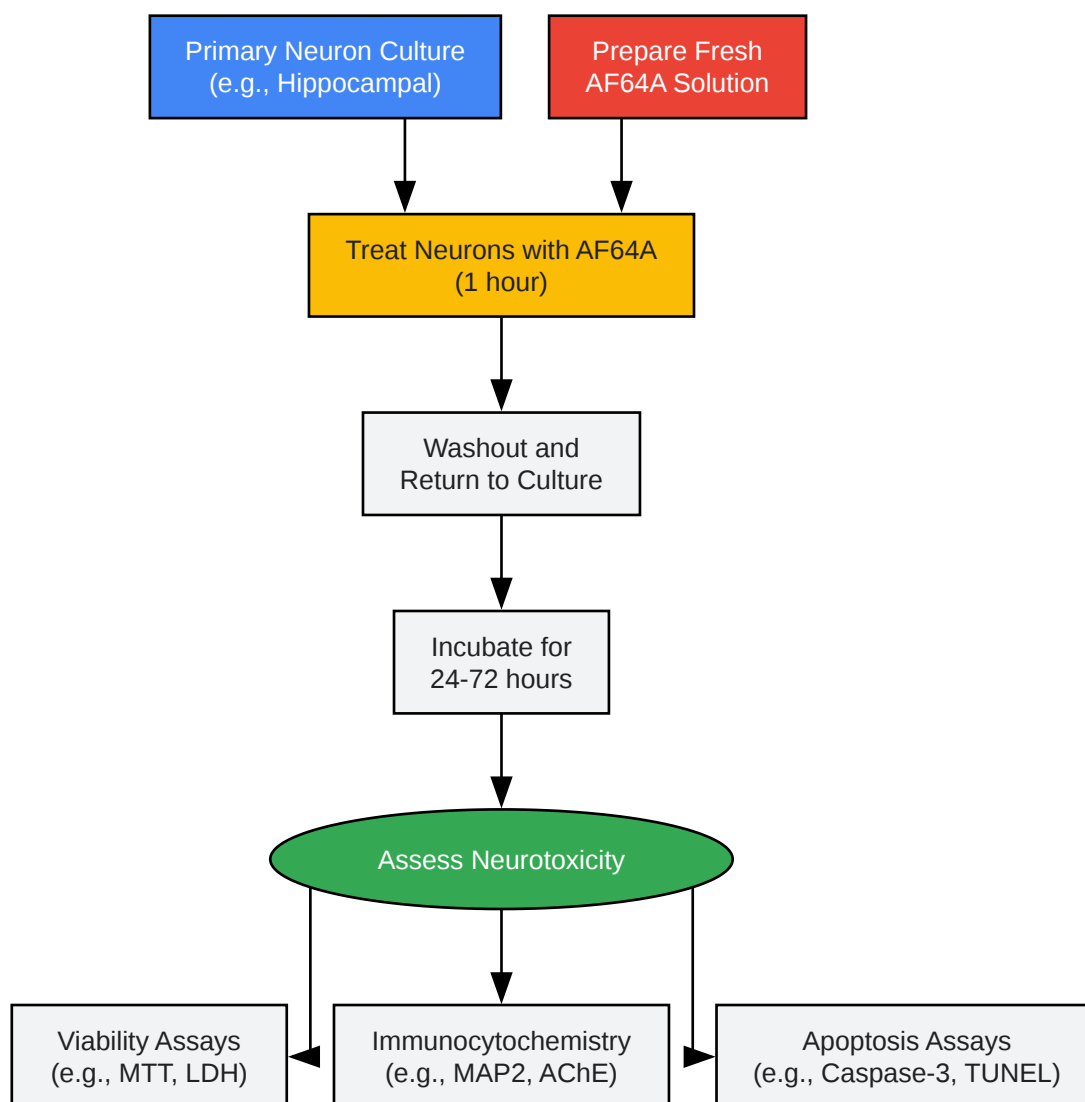 Primary Neuron Culture
(e.g., Hippocampal)
Prepare Fresh
AF64A Solution
Treat Neurons with AF64A
(1 hour)
Washout and
Return to Culture
Incubate for
24-72 hours
Assess Neurotoxicity
Viability Assays
(e.g., MTT, LDH)
Immunocytochemistry
(e.g., MAP2, AChE)
Apoptosis Assays
(e.g., Caspase-3, TUNEL)